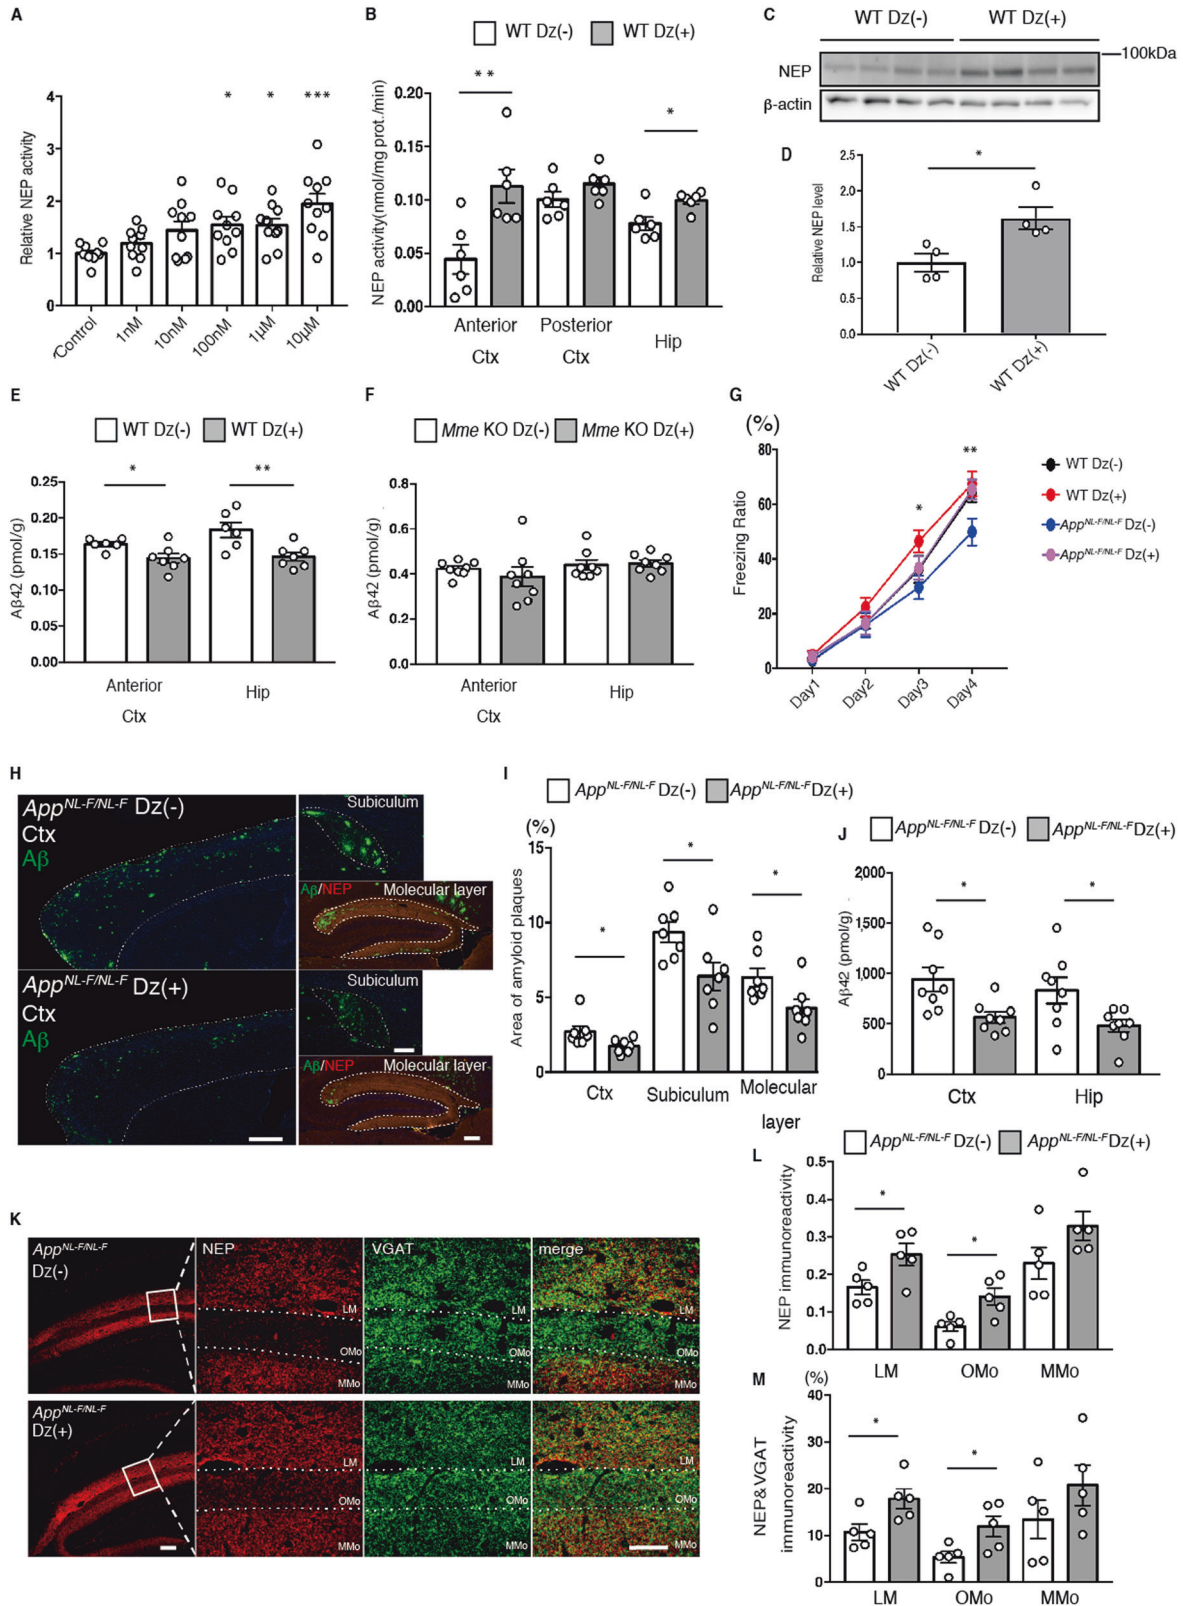 A
Relative NEP activity
4
3
2
1
0
* * ***
Control 1nM 10nM 100nM 1µM 10µM
B
WT Dz(-) WT Dz(+)
NEP activity(nmol/mg prot./min)
0.20
0.15
0.10
0.05
0.00
** *
Anterior Posterior Hip
Ctx Ctx
C
WT Dz(-) WT Dz(+)
100kDa
NEP
β-actin
D
Relative NEP level
2.5
2.0
1.5
1.0
0.5
0.0
*
WT Dz(-) WT Dz(+)
E
WT Dz(-) WT Dz(+)
Aβ42 (pmol/g)
0.25
0.20
0.15
0.10
0.05
0.00
* **
Anterior Hip
Ctx
F
Mme KO Dz(-) Mme KO Dz(+)
Aβ42 (pmol/g)
0.8
0.6
0.4
0.2
0.0
Anterior Hip
Ctx
G
(%)
Freezing Ratio
80
60
40
20
0
* **
Day1 Day2 Day3 Day4
WT Dz(-)
WT Dz(+)
App^NL-F/NL-F Dz(-)
App^NL-F/NL-F Dz(+)
H
App^NL-F/NL-F Dz(-)
Ctx
Aβ
Subiculum
Aβ/NEP Molecular layer
App^NL-F/NL-F Dz(+)
Ctx
Aβ
Subiculum
Aβ/NEP Molecular layer
I
App^NL-F/NL-F Dz(-) App^NL-F/NL-F Dz(+)
(%)
Area of amyloid plaques
15
10
5
0
* * *
Ctx Subiculum Molecular
layer
J
App^NL-F/NL-F Dz(-) App^NL-F/NL-F Dz(+)
Aβ42 (pmol/g)
2000
1500
1000
500
0
* *
Ctx Hip
K
App^NL-F/NL-F
Dz(-)
NEP VGAT merge
LM LM LM
OMo OMo OMo
MMo MMo MMo
App^NL-F/NL-F
Dz(+)
LM LM LM
OMo OMo OMo
MMo MMo MMo
L
App^NL-F/NL-F Dz(-) App^NL-F/NL-F Dz(+)
NEP immunoreactivity
0.5
0.4
0.3
0.2
0.1
0.0
* *
LM OMo MMo
M
(%)
NEP&VGAT
immunoreactivity
40
30
20
10
0
* *
LM OMo MMo